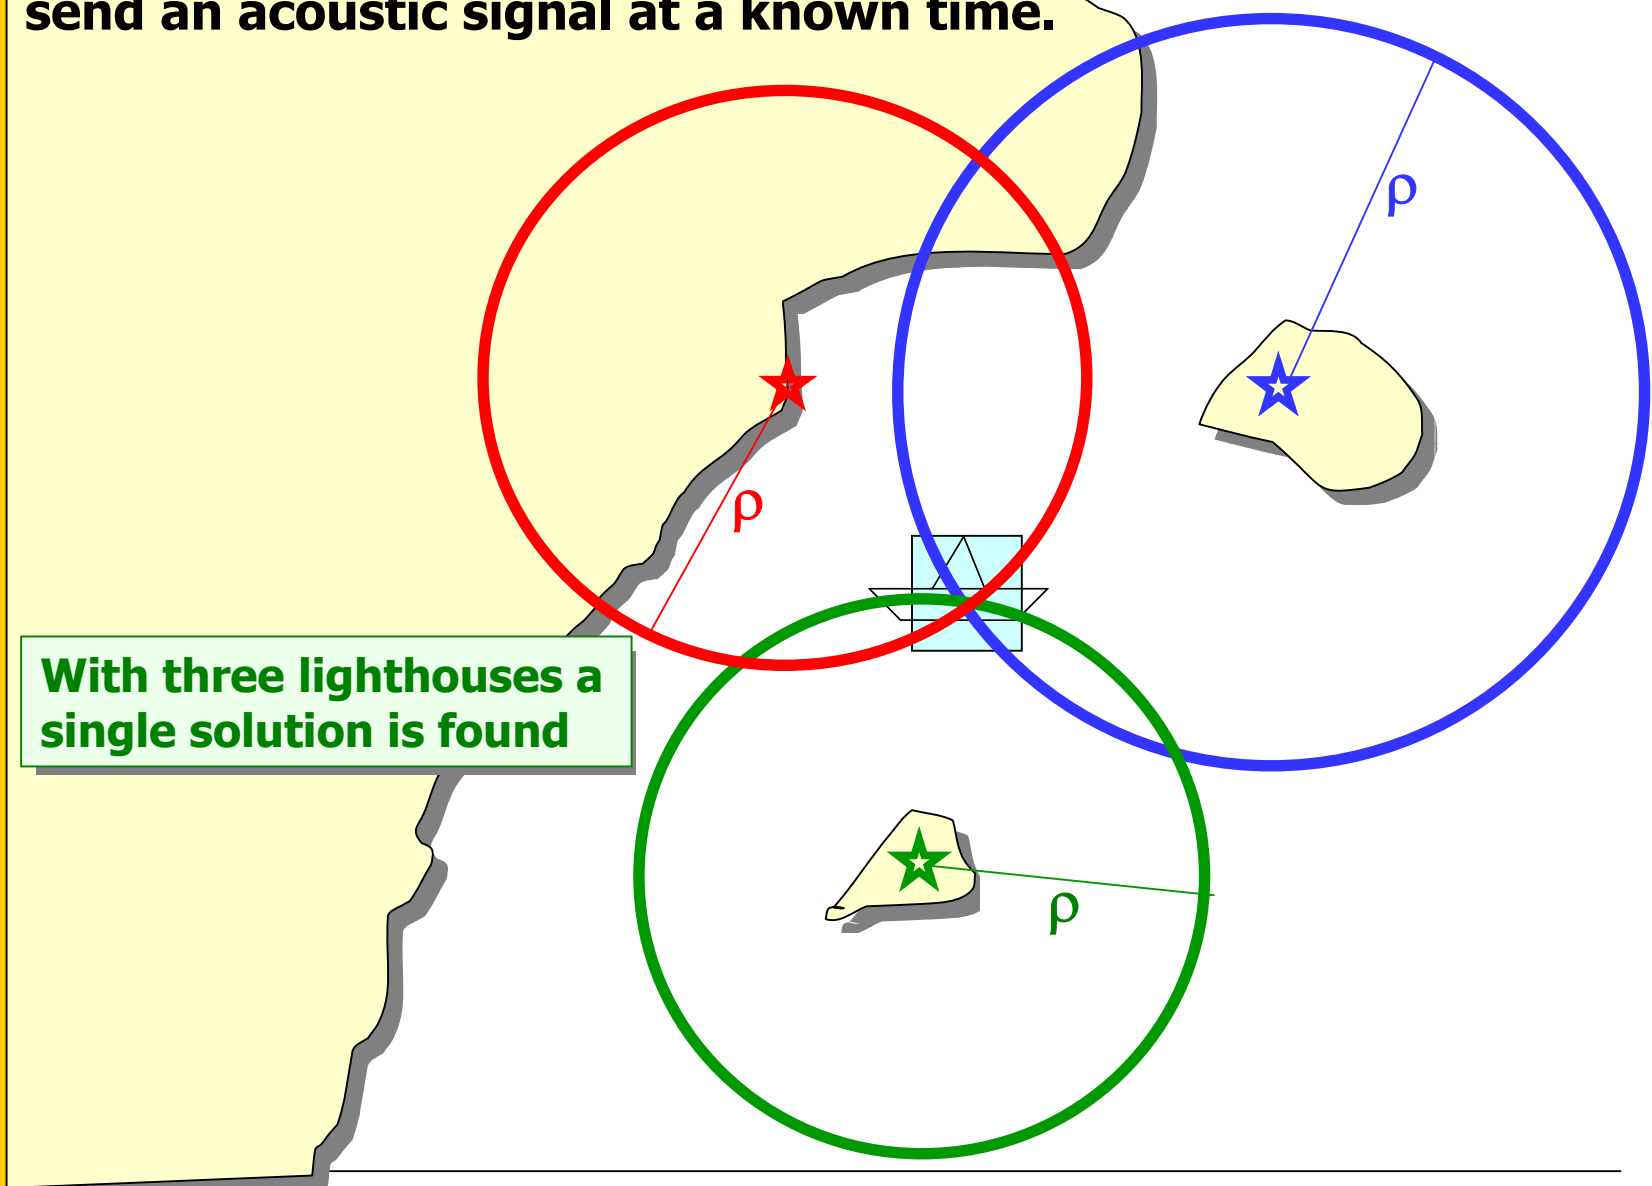 send an acoustic signal at a known time.
ρ
ρ
With three lighthouses a
single solution is found
ρ